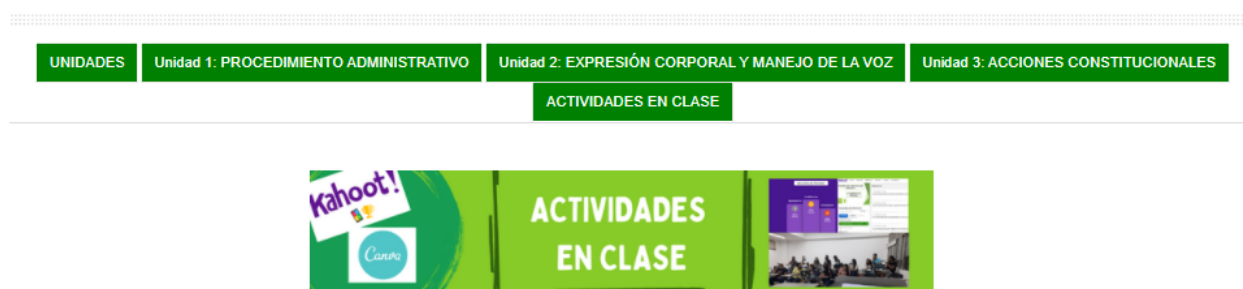 UNIDADES
Unidad 1: PROCEDIMIENTO ADMINISTRATIVO
Unidad 2: EXPRESIÓN CORPORAL Y MANEJO DE LA VOZ
Unidad 3: ACCIONES CONSTITUCIONALES
ACTIVIDADES EN CLASE
Kahoot!
Canva
ACTIVIDADES
EN CLASE